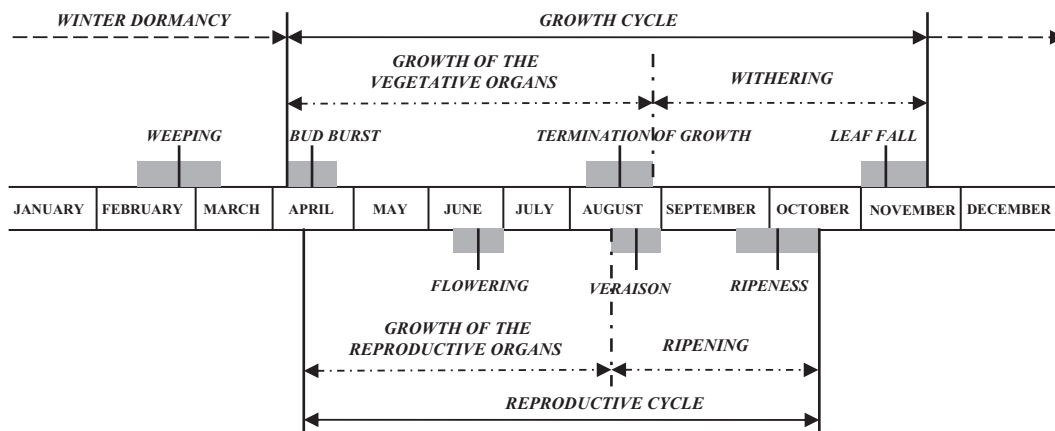 WINTER DORMANCY
GROWTH CYCLE
GROWTH OF THE
VEGETATIVE ORGANS
WITHERING
WEEPING
BUD BURST
TERMINATION OF GROWTH
LEAF FALL
JANUARY
FEBRUARY
MARCH
APRIL
MAY
JUNE
JULY
AUGUST
SEPTEMBER
OCTOBER
NOVEMBER
DECEMBER
FLOWERING
VERAISON
RIPENESS
GROWTH OF THE
REPRODUCTIVE ORGANS
RIPENING
REPRODUCTIVE CYCLE